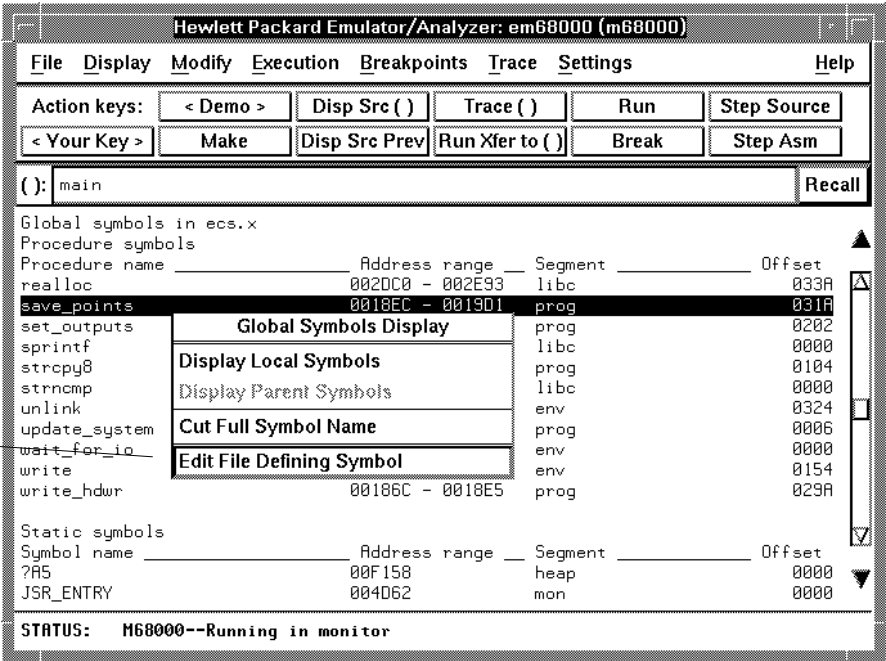 Hewlett Packard Emulator/Analyzer: em68000 (m68000)
File Display Modify Execution Breakpoints Trace Settings Help
Action keys: < Demo > Disp Src ( ) Trace ( ) Run Step Source
< Your Key > Make Disp Src Prev Run Xfer to ( ) Break Step Asm
( ): main Recall
Global symbols in ecs.x
Procedure symbols
Procedure name ________________ Address range __ Segment ______________ Offset
realloc 002DC0 - 002E93 libc 033A
save_points 0018EC - 0019D1 prog 031A
set_outputs Global Symbols Display prog 0202
sprintf libc 0000
strcpy8 Display Local Symbols prog 0104
strncmp Display Parent Symbols libc 0000
unlink env 0324
update_system Cut Full Symbol Name prog 0006
wait_for_io env 0000
write Edit File Defining Symbol env 0154
write_hdwr 00186C - 0018E5 prog 029A
Static symbols
Symbol name ___________________ Address range __ Segment ______________ Offset
?A5 00F158 heap 0000
JSR_ENTRY 004D62 mon 0000
STATUS: M68000--Running in monitor